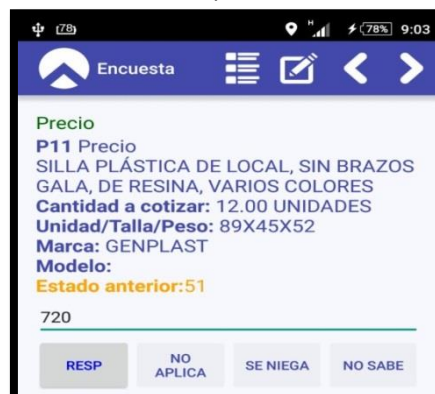 (78)
H
78%
9:03
Encuesta
Precio
P11 Precio
SILLA PLÁSTICA DE LOCAL, SIN BRAZOS
GALA, DE RESINA, VARIOS COLORES
Cantidad a cotizar: 12.00 UNIDADES
Unidad/Talla/Peso: 89X45X52
Marca: GENPLAST
Modelo:
Estado anterior:51
720
RESP
NO
APLICA
SE NIEGA
NO SABE